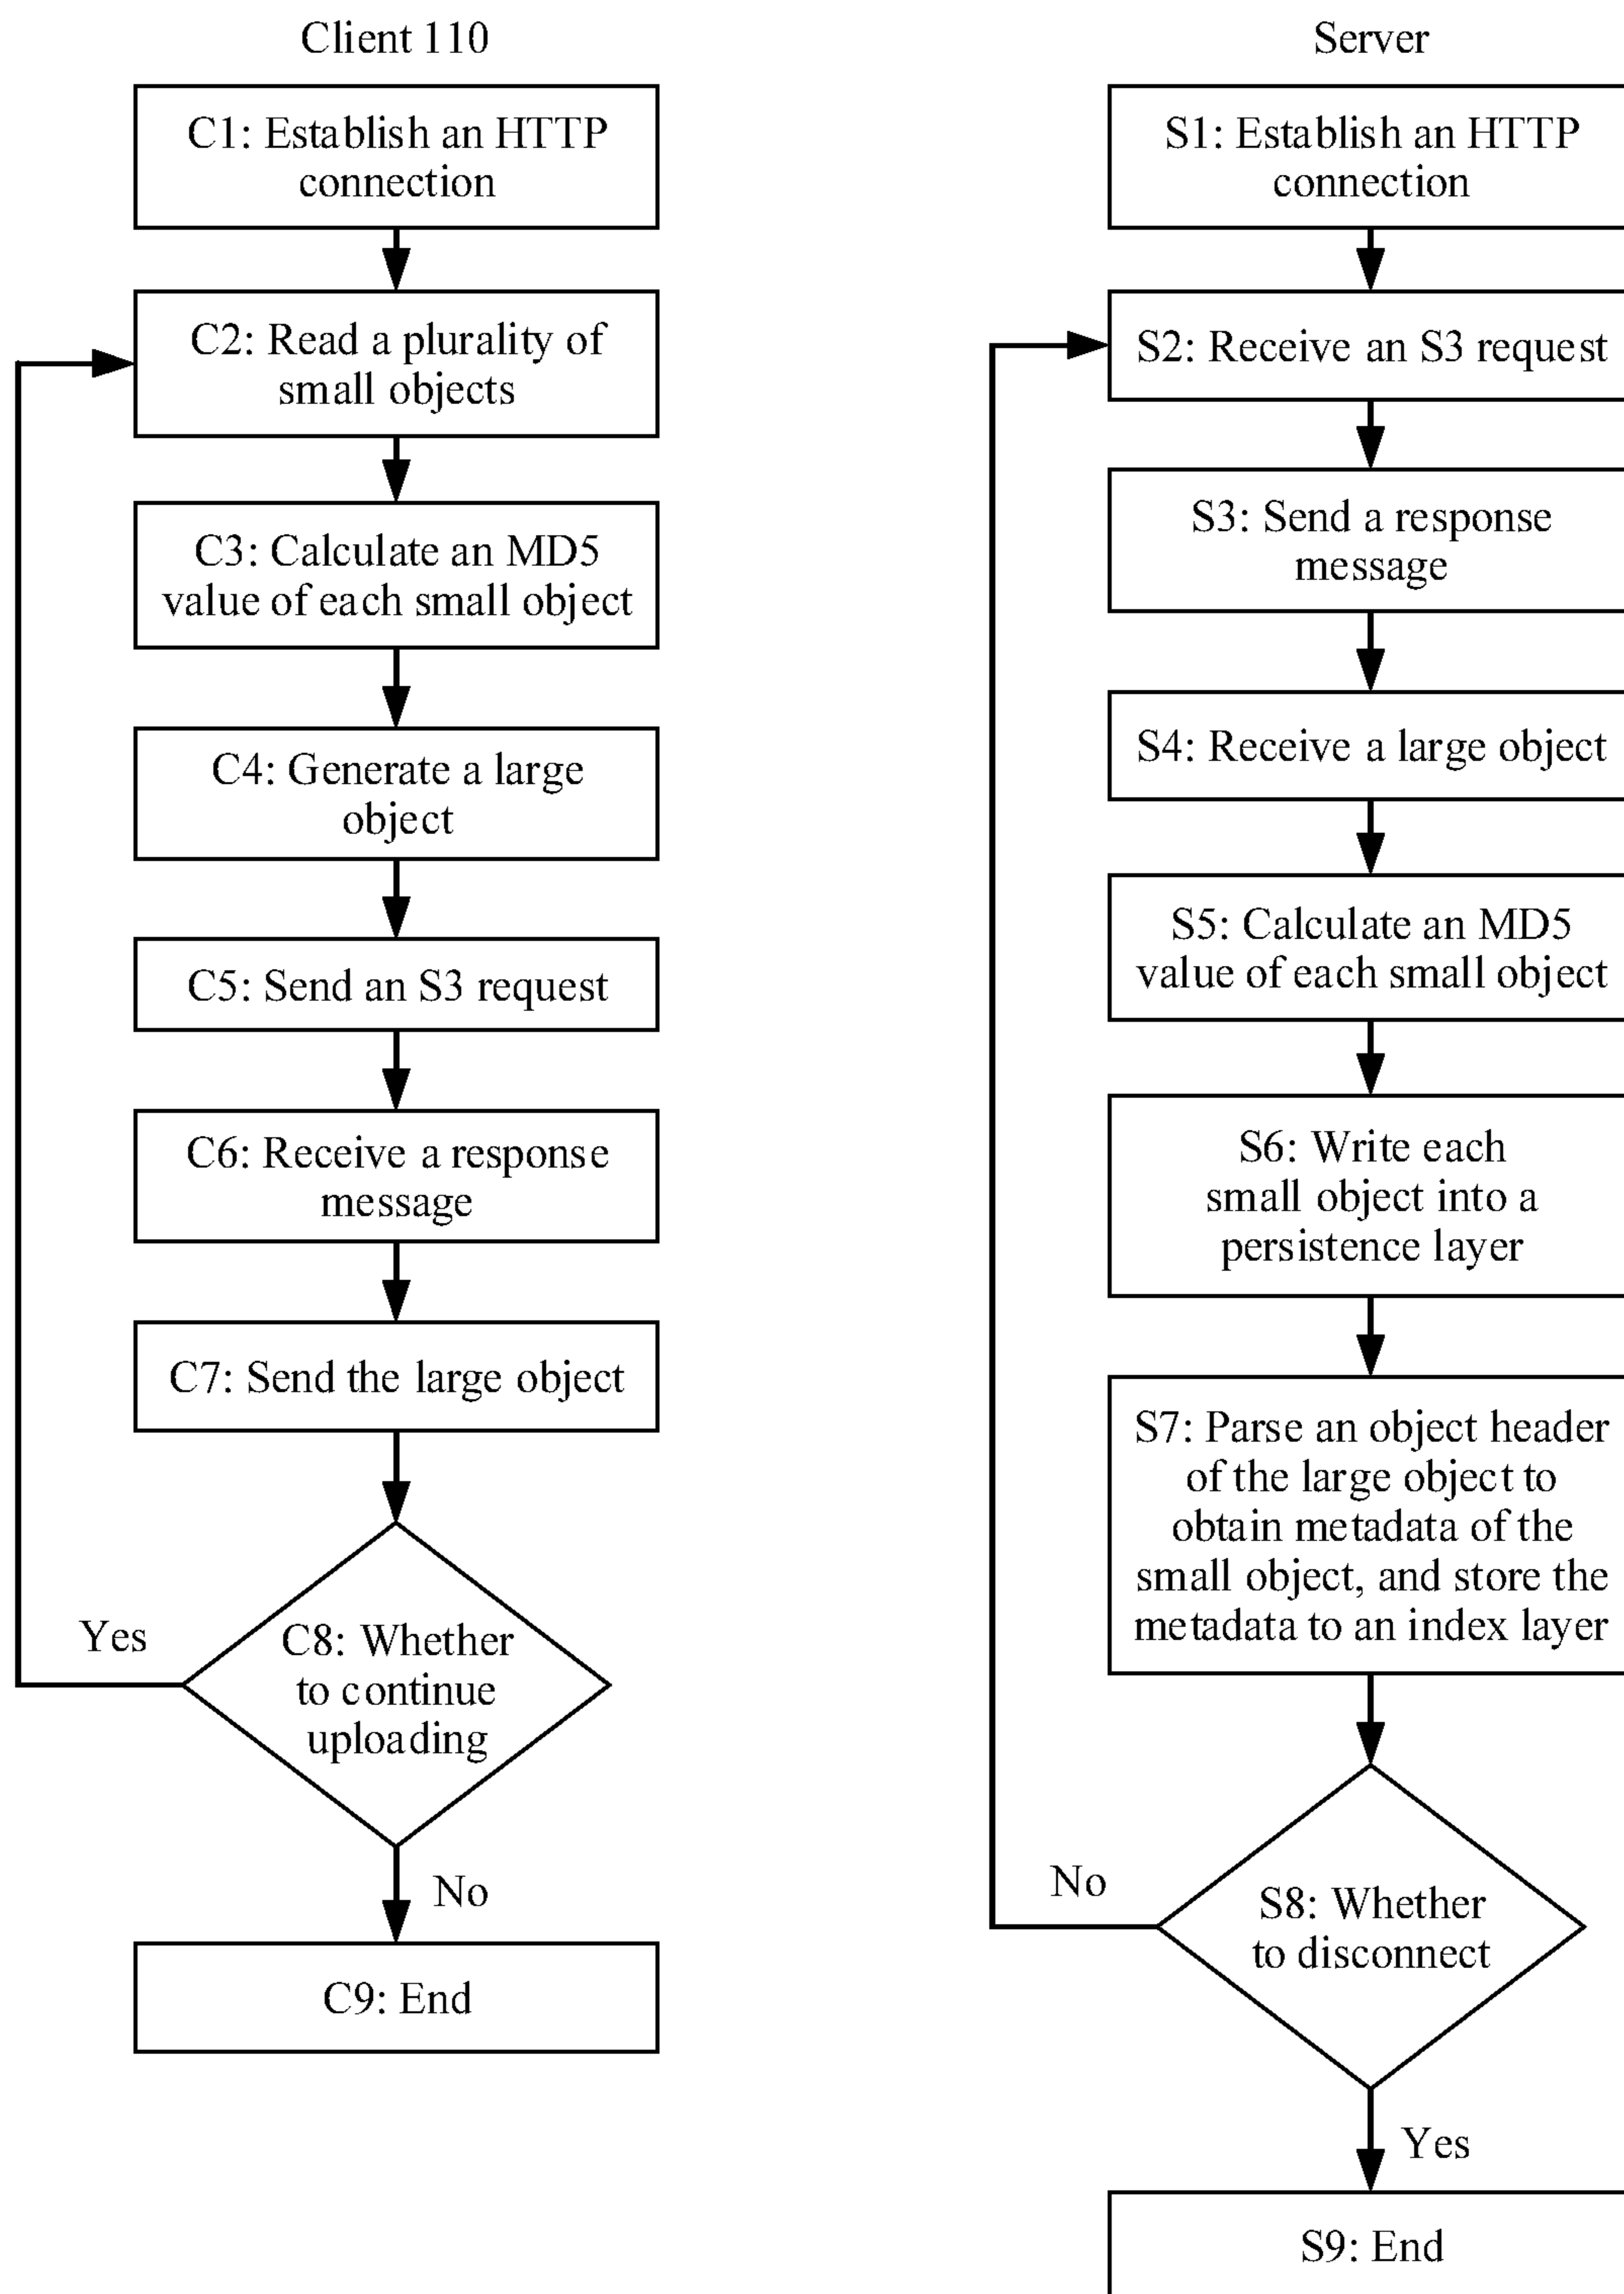 Client 110
C1: Establish an HTTP
connection
C2: Read a plurality of
small objects
C3: Calculate an MD5
value of each small object
C4: Generate a large
object
C5: Send an S3 request
C6: Receive a response
message
C7: Send the large object
Yes
C8: Whether
to continue
uploading
No
C9: End
Server
S1: Establish an HTTP
connection
S2: Receive an S3 request
S3: Send a response
message
S4: Receive a large object
S5: Calculate an MD5
value of each small object
S6: Write each
small object into a
persistence layer
S7: Parse an object header
of the large object to
obtain metadata of the
small object, and store the
metadata to an index layer
No
S8: Whether
to disconnect
Yes
S9: End